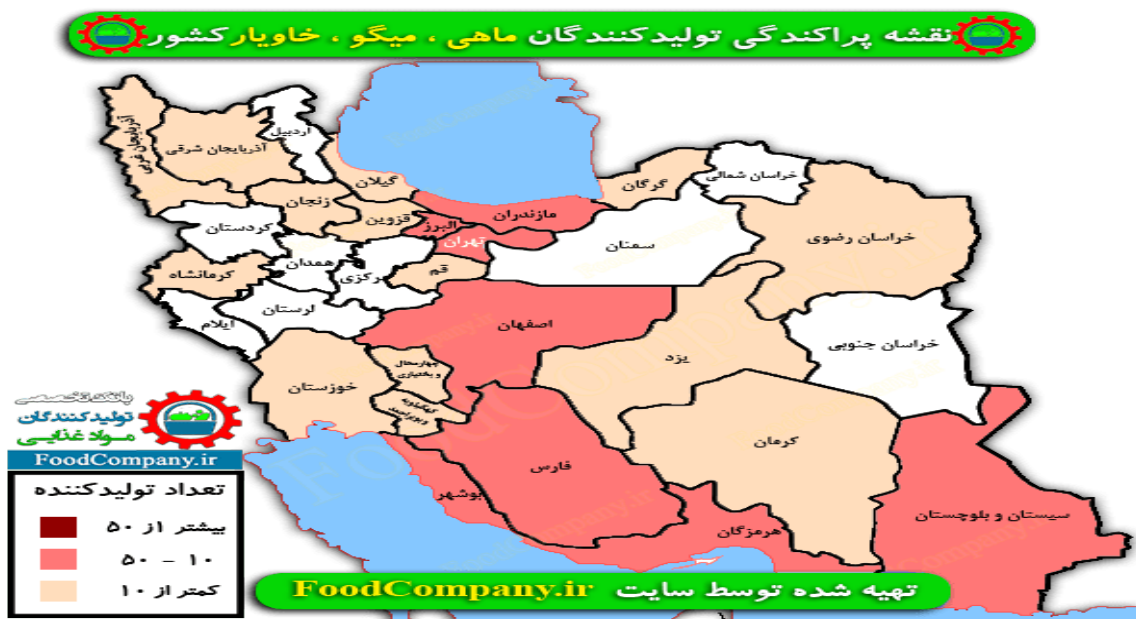 نقشه پراکندگی تولیدکنندگان ماهی ، میگو ، خاویار کشور
آذربایجان غربی
آذربایجان شرقی
اردبیل
گیلان
گرگان
خراسان شمالی
زنجان
قزوین
البرز
مازندران
تهران
سمنان
خراسان رضوی
کردستان
همدان
مرکزی
قم
کرمانشاه
لرستان
ایلام
اصفهان
یزد
خراسان جنوبی
خوزستان
چهارمحال
و بختیاری
کهگیلویه
و بویراحمد
کرمان
فارس
بوشهر
هرمزگان
سیستان و بلوچستان
بانک تخصصی
تولیدکنندگان
مواد غذایی
FoodCompany.ir
تعداد تولیدکننده
بیشتر از ۵۰
۱۰ - ۵۰
کمتر از ۱۰
تهیه شده توسط سایت FoodCompany.ir